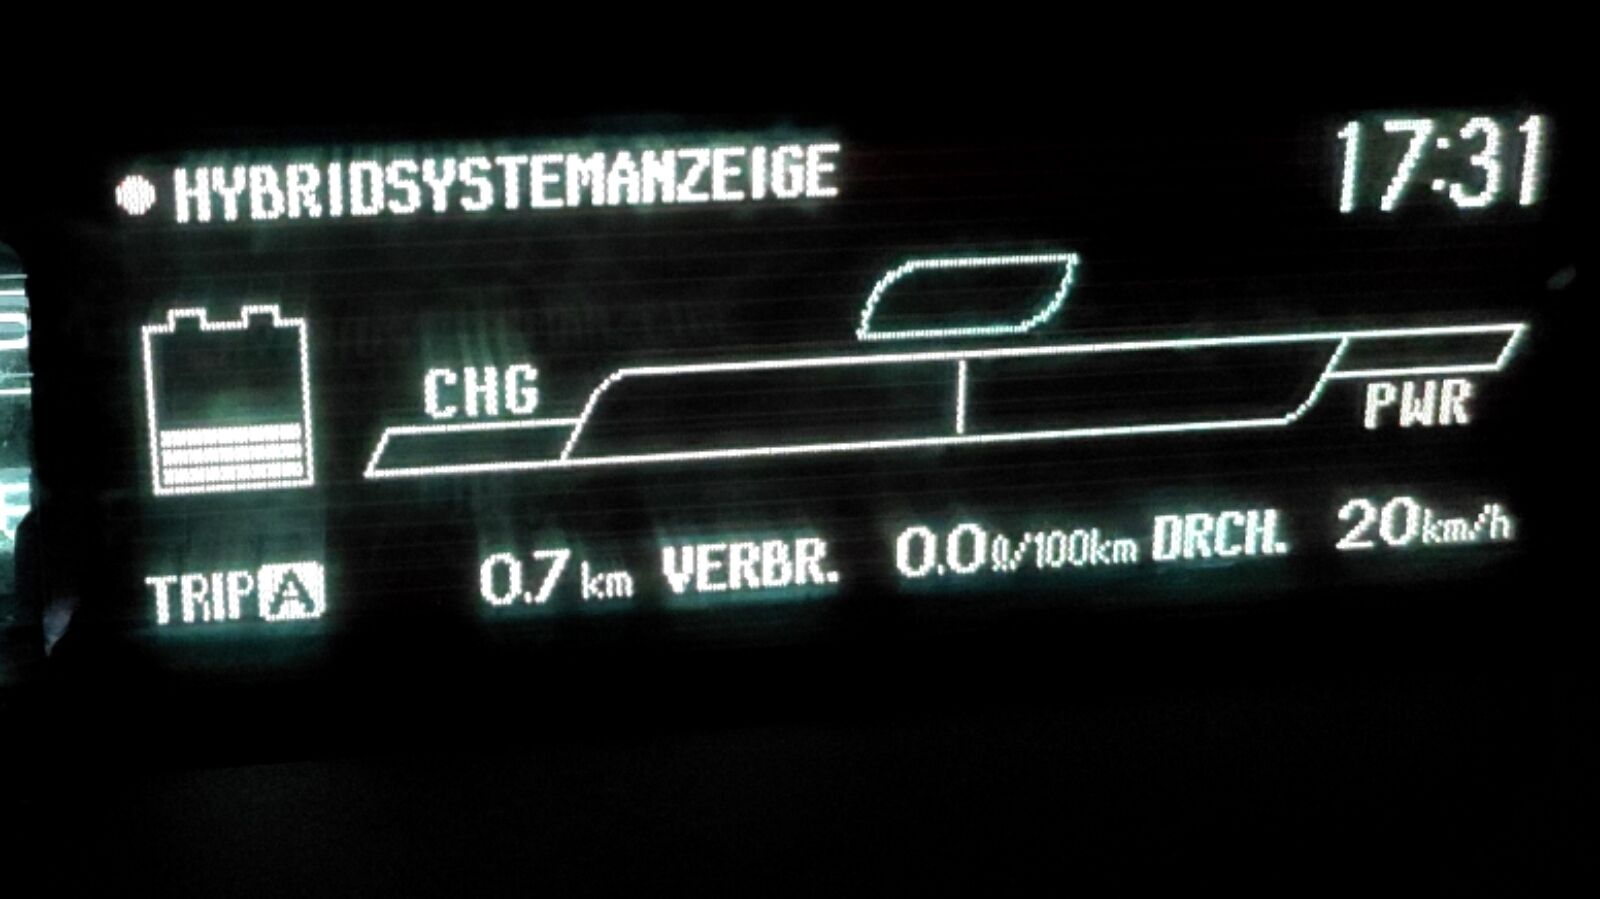 HYBRIDSYSTEMANZEIGE 17:31
CHG
PWR
TRIP A 0.7 km VERBR. 0.0 ℓ/100km DRCH. 20 km/h